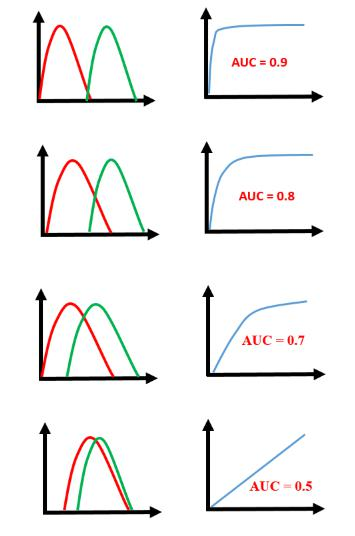 AUC = 0.9
AUC = 0.8
AUC = 0.7
AUC = 0.5